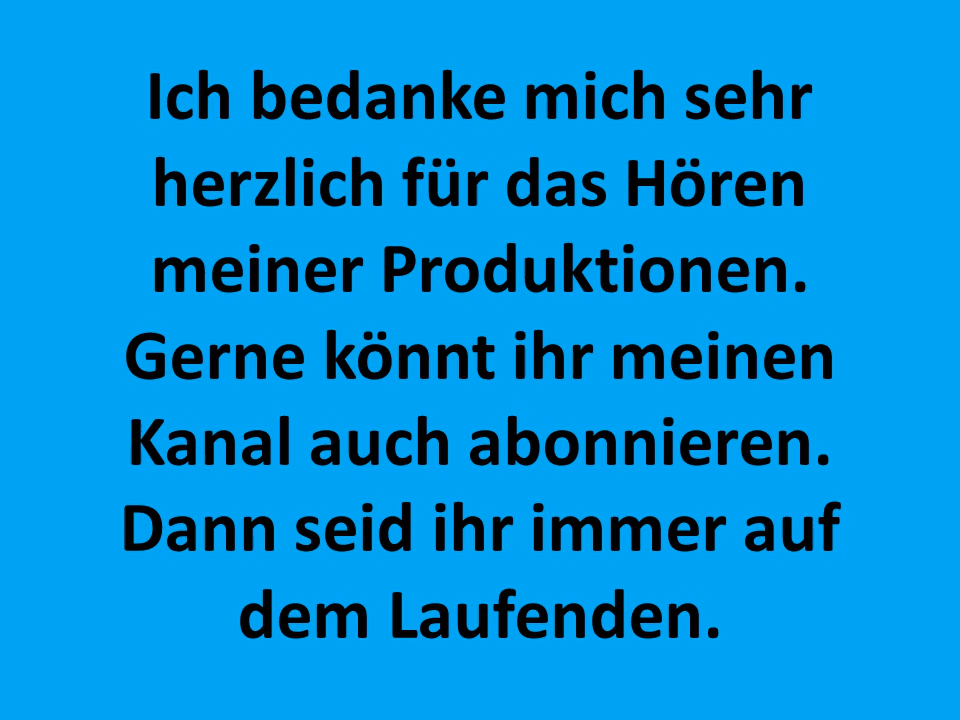 Ich bedanke mich sehr
herzlich für das Hören
meiner Produktionen.
Gerne könnt ihr meinen
Kanal auch abonnieren.
Dann seid ihr immer auf
dem Laufenden.